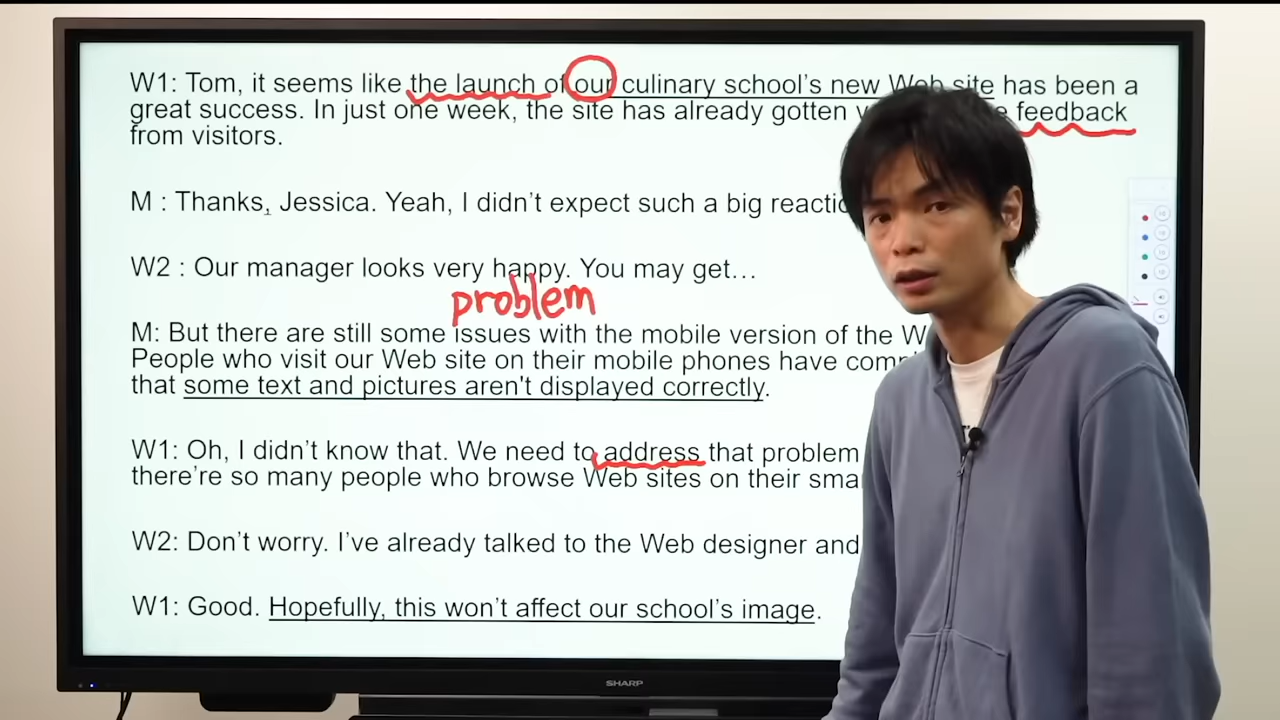 W1: Tom, it seems like the launch of our culinary school's new Web site has been a
great success. In just one week, the site has already gotten feedback
from visitors.
M : Thanks, Jessica. Yeah, I didn't expect such a big
W2 : Our manager looks very happy. You may get…
problem
M: But there are still some issues with the mobile version of the
People who visit our Web site on their mobile phones have
that some text and pictures aren't displayed correctly.
W1: Oh, I didn't know that. We need to address that problem
there're so many people who browse Web sites on their
W2: Don't worry. I've already talked to the Web designer and
W1: Good. Hopefully, this won't affect our school's image.
SHARP